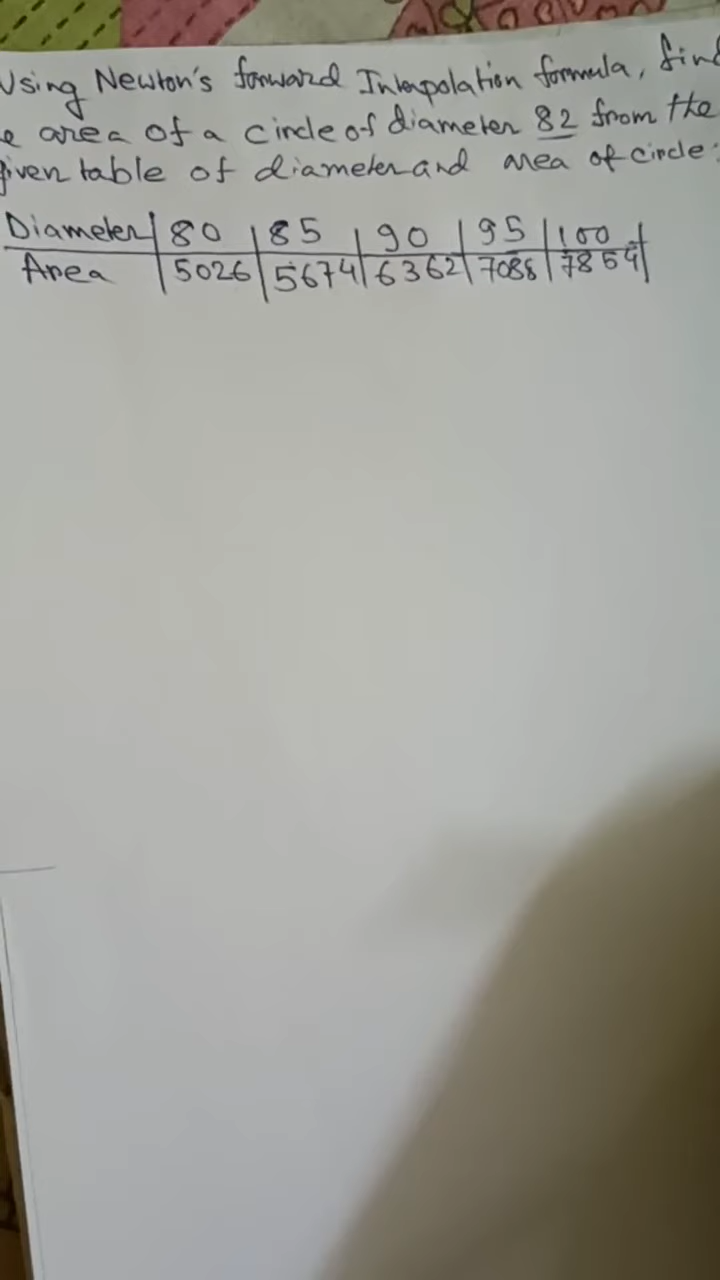 Using Newton's forward Interpolation formula, find
e area of a circle of diameter 82 from the
given table of diameter and area of circle:
Diameter 80 85 90 95 100
Area 5026 5674 6362 7088 7854